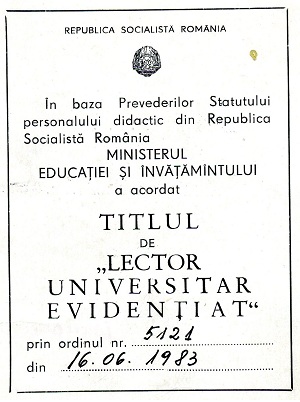 REPUBLICA SOCIALISTĂ ROMÂNIA
În baza Prevederilor Statutului
personalului didactic din Republica
Socialistă România
MINISTERUL
EDUCAȚIEI ȘI ÎNVĂȚĂMÎNTULUI
a acordat
TITLUL
DE
„LECTOR
UNIVERSITAR
EVIDENȚIAT“
prin ordinul nr. 5121
din 16.06.1983